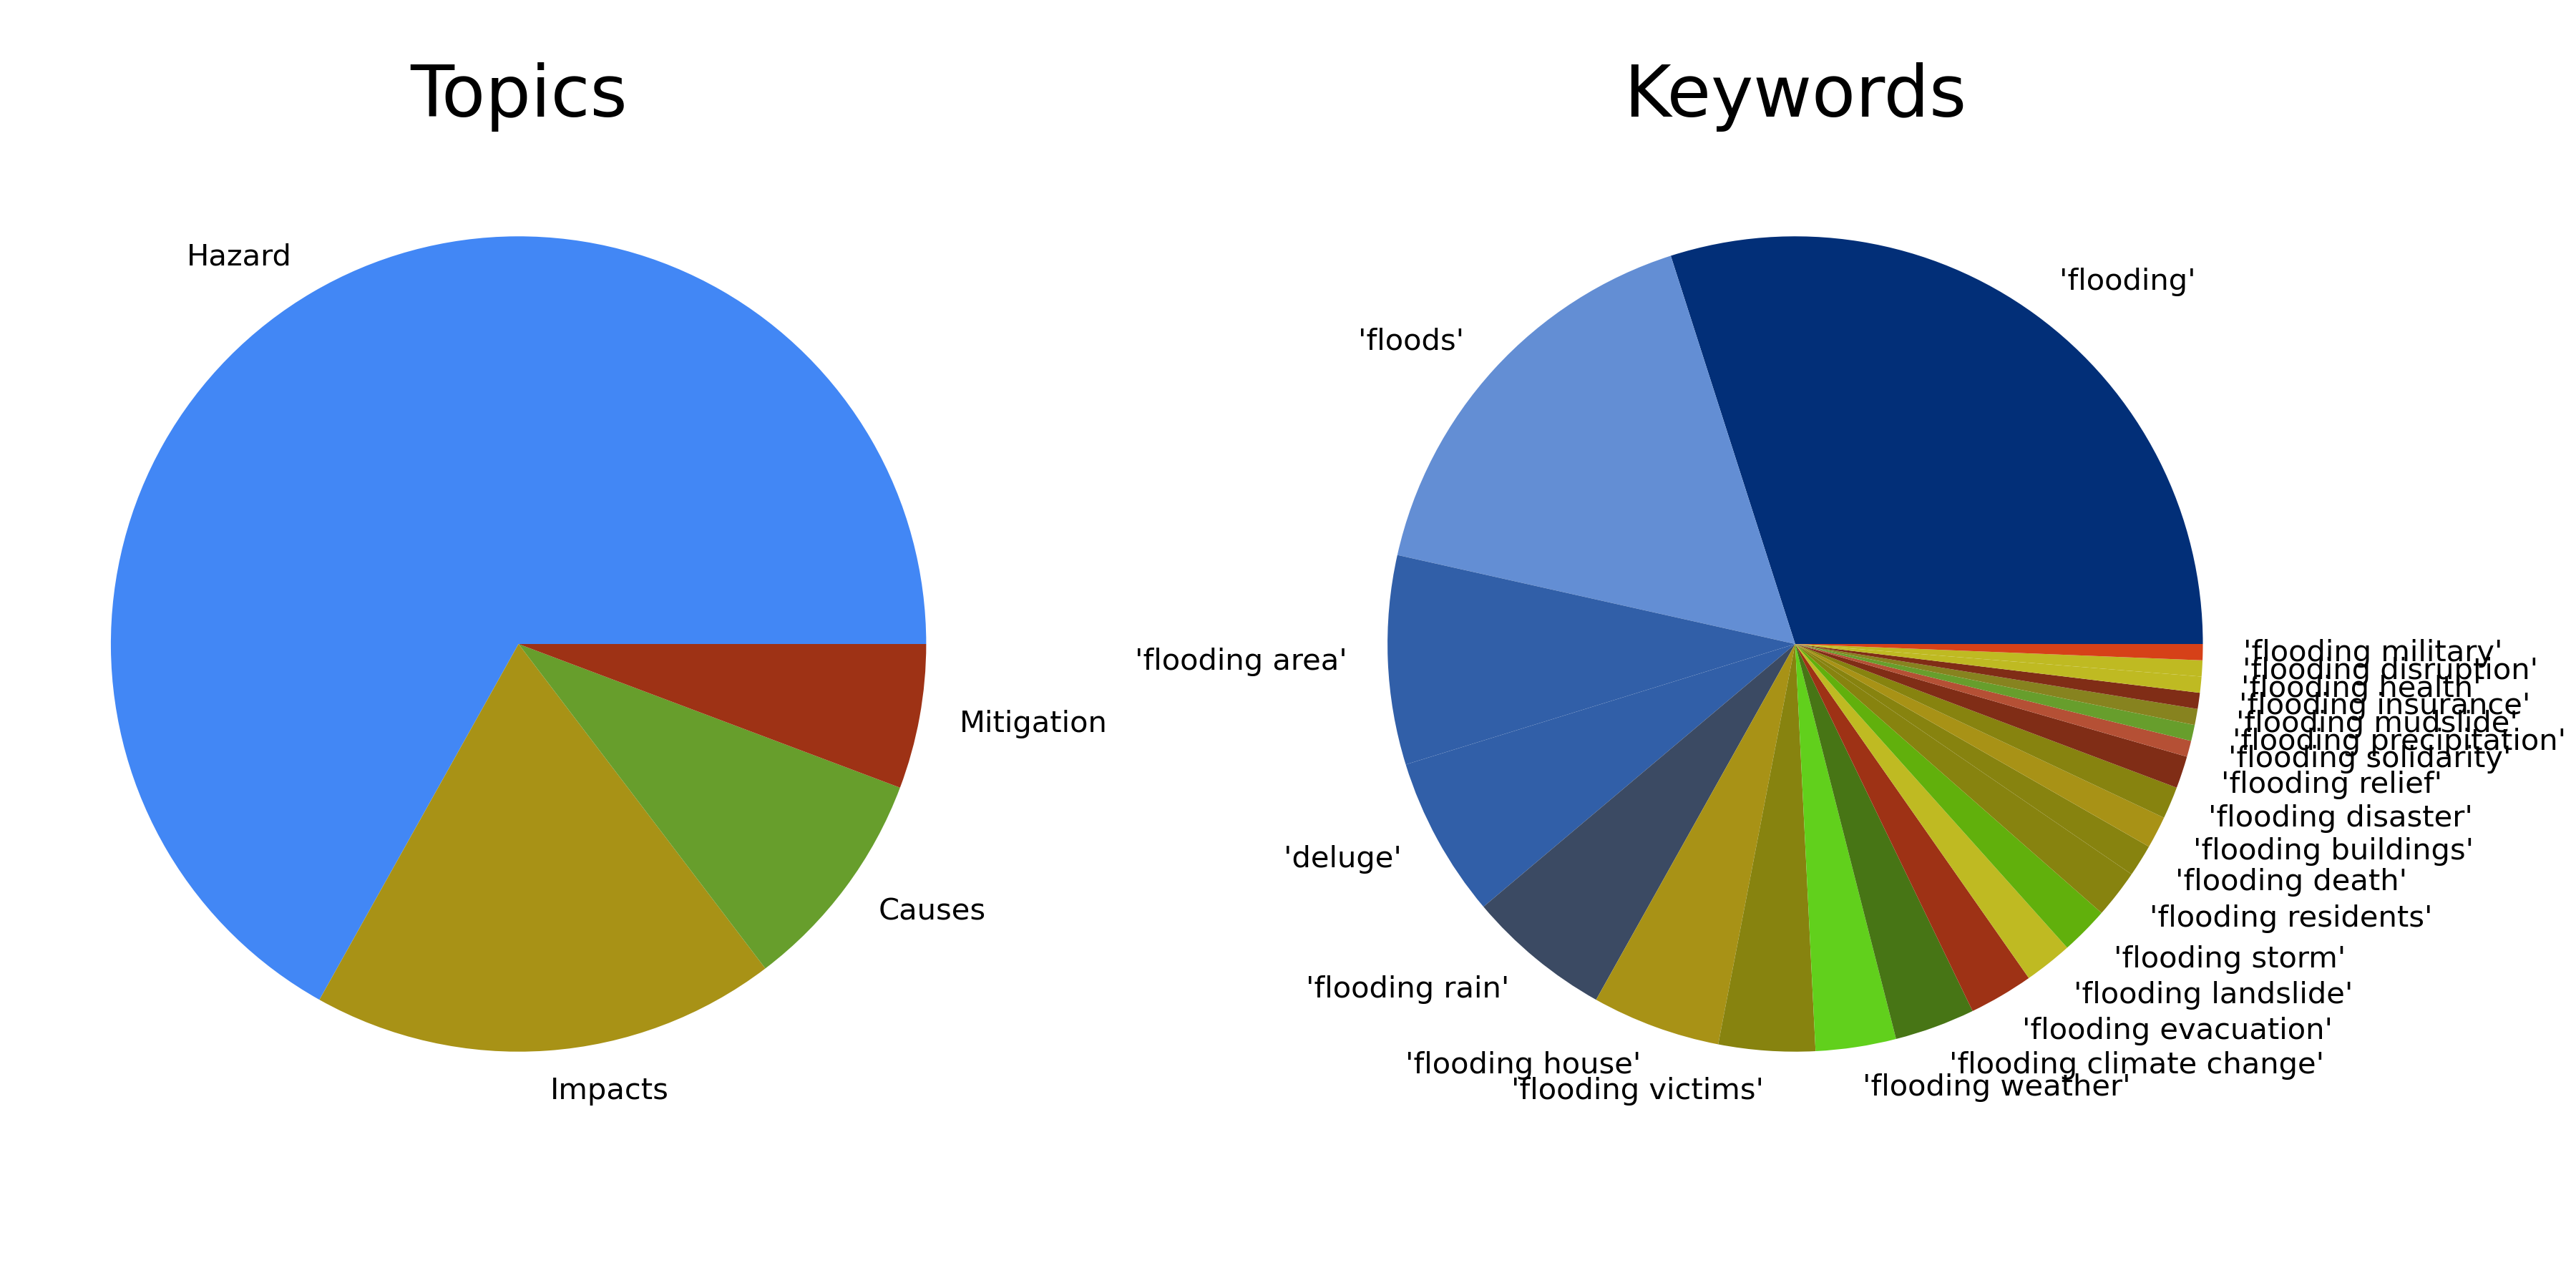 Topics
Hazard
Mitigation
Causes
Impacts
Keywords
'flooding'
'floods'
'flooding area'
'deluge'
'flooding rain'
'flooding house'
'flooding victims'
'flooding weather'
'flooding climate change'
'flooding evacuation'
'flooding landslide'
'flooding storm'
'flooding residents'
'flooding death'
'flooding buildings'
'flooding disaster'
'flooding relief'
'flooding solidarity'
'flooding precipitation'
'flooding mudslide'
'flooding insurance'
'flooding health'
'flooding disruption'
'flooding military'